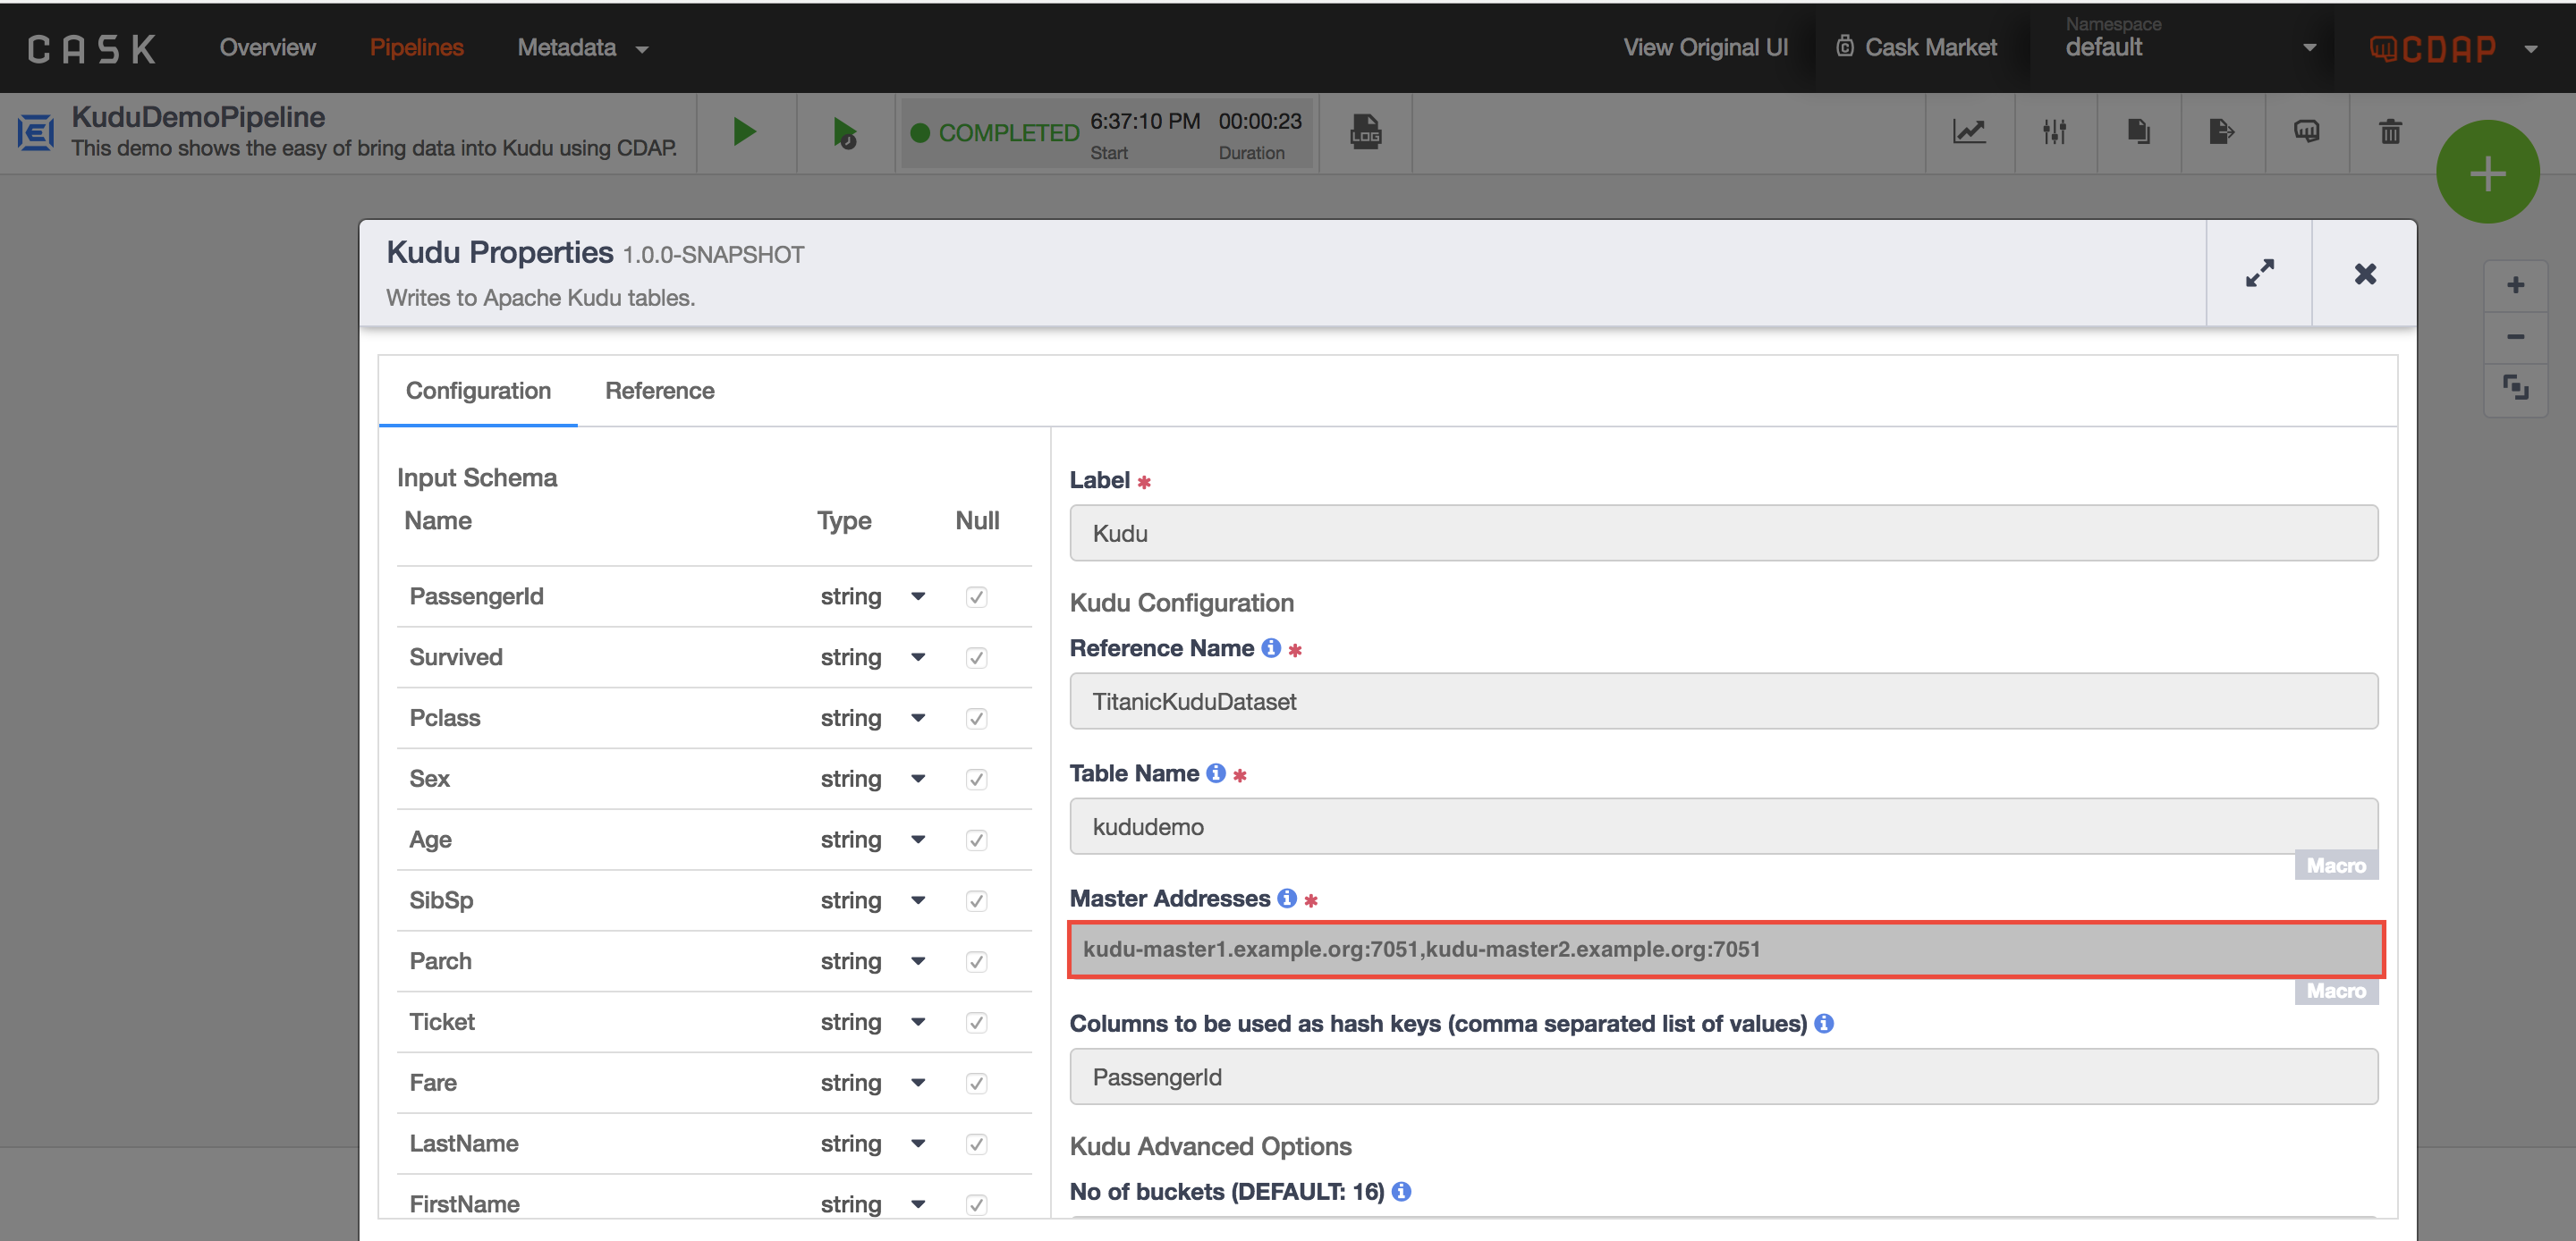 CASK Overview Pipelines Metadata View Original UI Cask Market Namespace default CDAP
KuduDemoPipeline
This demo shows the easy of bring data into Kudu using CDAP.
COMPLETED 6:37:10 PM 00:00:23
Start Duration
LOG
Kudu Properties 1.0.0-SNAPSHOT
Writes to Apache Kudu tables.
Configuration Reference
Input Schema
Name Type Null
PassengerId string
Survived string
Pclass string
Sex string
Age string
SibSp string
Parch string
Ticket string
Fare string
LastName string
FirstName string
Label *
Kudu
Kudu Configuration
Reference Name *
TitanicKuduDataset
Table Name *
kududemo
Macro
Master Addresses *
kudu-master1.example.org:7051,kudu-master2.example.org:7051
Macro
Columns to be used as hash keys (comma separated list of values)
PassengerId
Kudu Advanced Options
No of buckets (DEFAULT: 16)